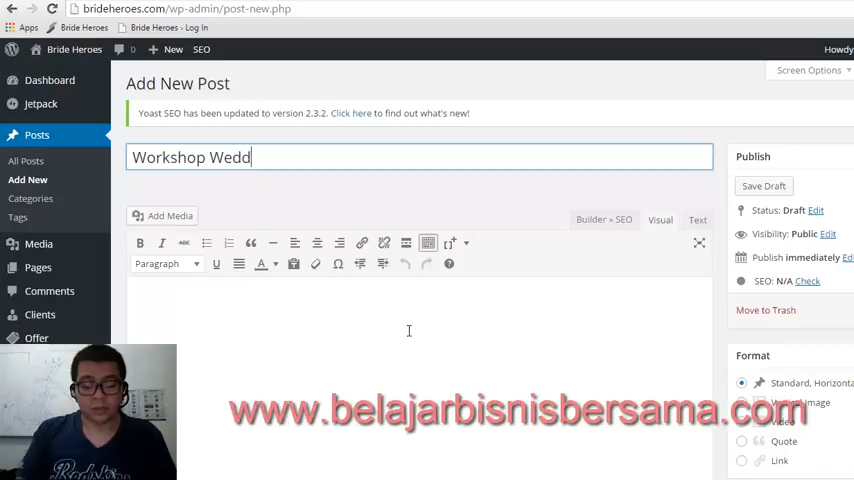 brideheroes.com/wp-admin/post-new.php
Apps Bride Heroes Bride Heroes › Log In
Bride Heroes 0 + New SEO Howdy
Dashboard
Jetpack
Posts
All Posts
Add New
Categories
Tags
Media
Pages
Comments
Clients
Offer
Screen Options
Add New Post
Yoast SEO has been updated to version 2.3.2. Click here to find out what's new!
Workshop Wedd
Add Media
Builder + SEO Visual Text
B I ABC
Paragraph U A
Publish
Save Draft
Status: Draft Edit
Visibility: Public Edit
Publish immediately
SEO: N/A Check
Move to Trash
Format
Standard, Horizonta
Image
Video
Quote
Link
www.belajarbisnisbersama.com